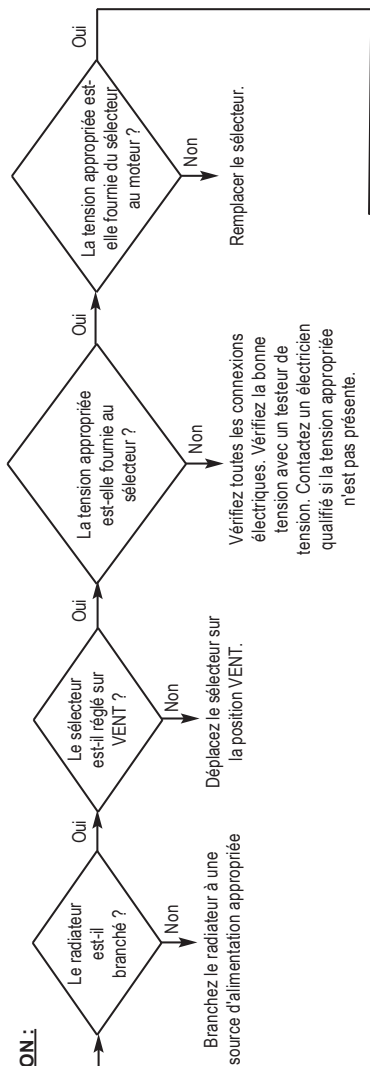 ON :
Le radiateur
est-il
branché ?
Oui
Non
Branchez le radiateur à une
source d'alimentation appropriée
Le sélecteur
est-il réglé sur
VENT ?
Oui
Non
Déplacez le sélecteur sur
la position VENT.
La tension appropriée
est-elle fournie au
sélecteur ?
Oui
Non
Vérifiez toutes les connexions
électriques. Vérifiez la bonne
tension avec un testeur de
tension. Contactez un électricien
qualifié si la tension appropriée
n'est pas présente.
La tension appropriée est-
elle fournie du sélecteur
au moteur ?
Oui
Non
Remplacer le sélecteur.